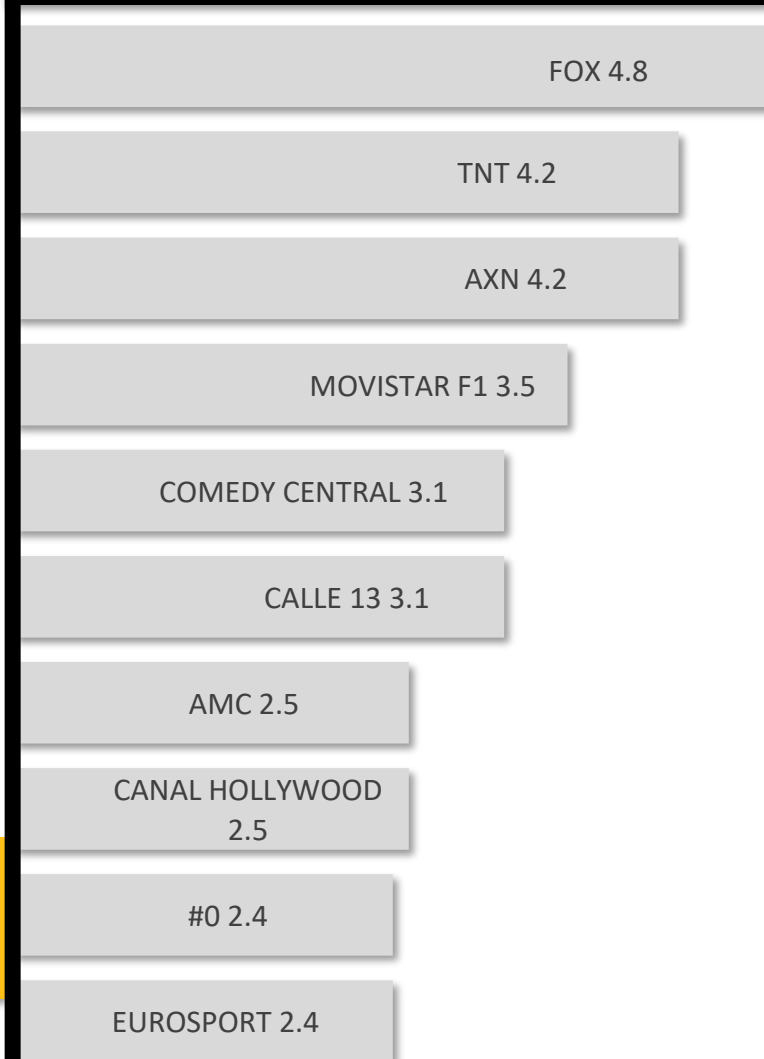 FOX 4.8
TNT 4.2
AXN 4.2
MOVISTAR F1 3.5
COMEDY CENTRAL 3.1
CALLE 13 3.1
AMC 2.5
CANAL HOLLYWOOD
2.5
#0 2.4
EUROSPORT 2.4